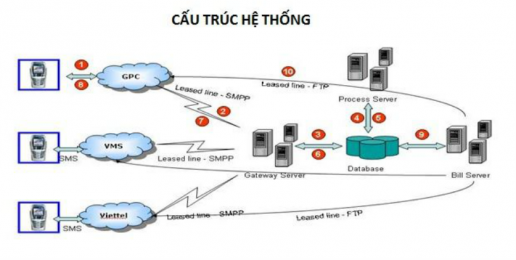 CẤU TRÚC HỆ THỐNG
1
8
GPC
10
Leased line - FTP
Leased line - SMPP
Process Server
2
7
4
5
SMS
VMS
Leased line - SMPP
3
6
9
Gateway Server
Database
Bill Server
SMS
Viettel
Leased line - SMPP
Leased line - FTP